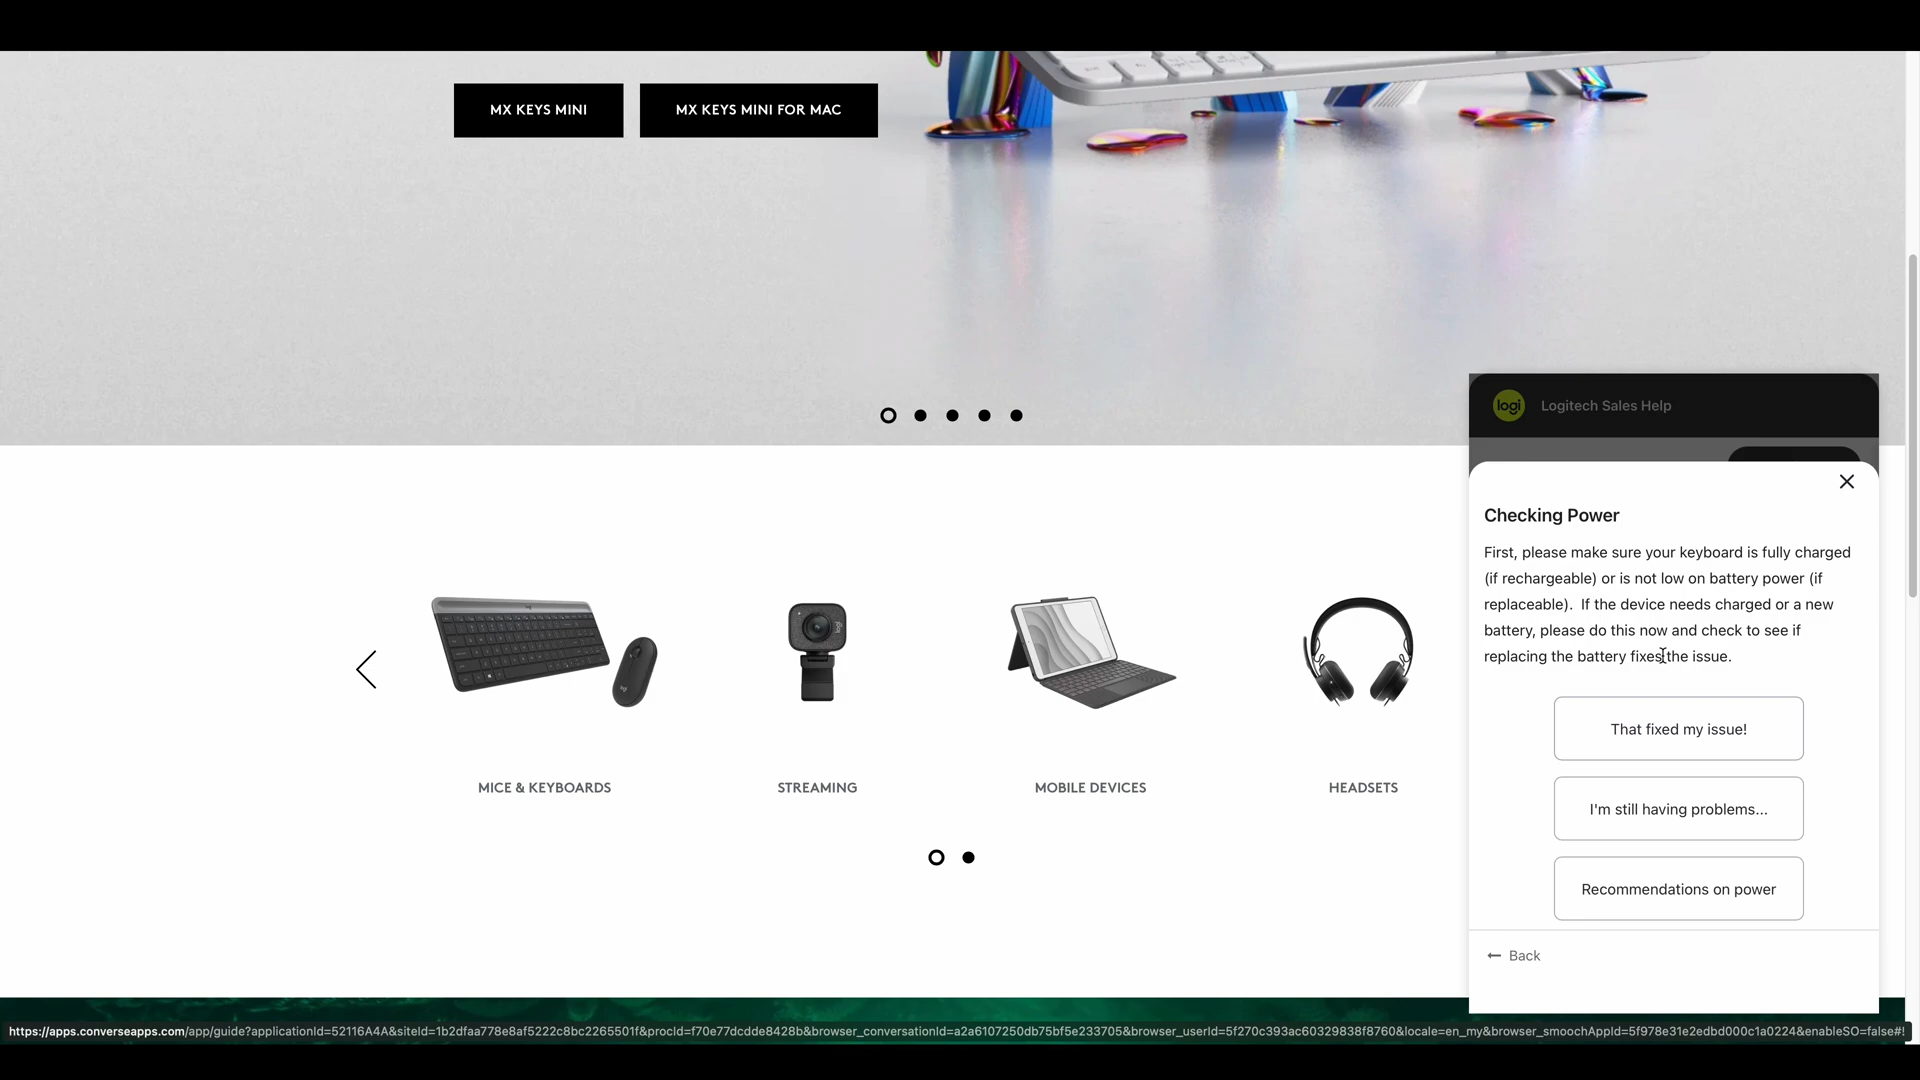 MX KEYS MINI
MX KEYS MINI FOR MAC
MICE & KEYBOARDS
STREAMING
MOBILE DEVICES
HEADSETS
logi
Logitech Sales Help
Checking Power
First, please make sure your keyboard is fully charged
(if rechargeable) or is not low on battery power (if
replaceable).  If the device needs charged or a new
battery, please do this now and check to see if
replacing the battery fixes the issue.
That fixed my issue!
I'm still having problems...
Recommendations on power
Back
https://apps.converseapps.com/app/guide?applicationId=52116A4A&siteId=1b2dfaa778e8af5222c8bc2265501f&procId=f70e77dcdde8428b&browser_conversationId=a2a6107250db75bf5e233705&browser_userId=5f270c393ac60329838f8760&locale=en_my&browser_smoochAppId=5f978e31e2edbd000c1a0224&enableSO=false#!